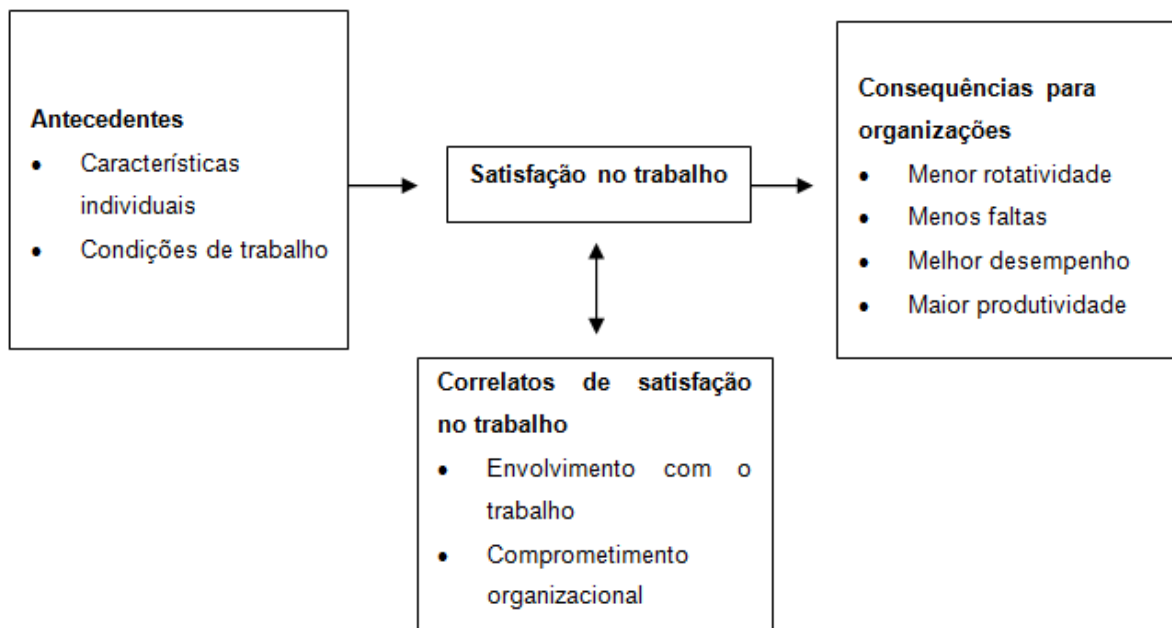 Antecedentes
• Características
individuais
• Condições de trabalho
Satisfação no trabalho
Consequências para
organizações
• Menor rotatividade
• Menos faltas
• Melhor desempenho
• Maior produtividade
Correlatos de satisfação
no trabalho
• Envolvimento com o
trabalho
• Comprometimento
organizacional